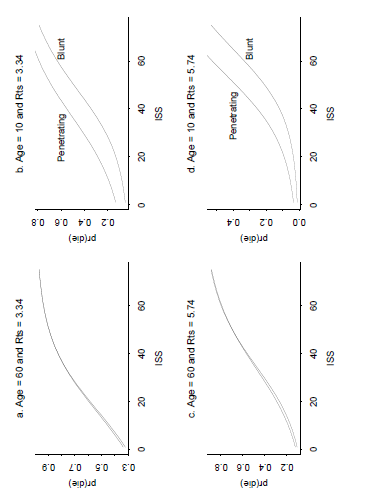 a. Age = 60 and Rts = 3.34
pr(die)
0.3 0.5 0.7 0.9
0 20 40 60
ISS
b. Age = 10 and Rts = 3.34
pr(die)
0.2 0.4 0.6 0.8
Penetrating
Blunt
0 20 40 60
ISS
c. Age = 60 and Rts = 5.74
pr(die)
0.2 0.4 0.6 0.8
0 20 40 60
ISS
d. Age = 10 and Rts = 5.74
pr(die)
0.0 0.2 0.4
Penetrating
Blunt
0 20 40 60
ISS